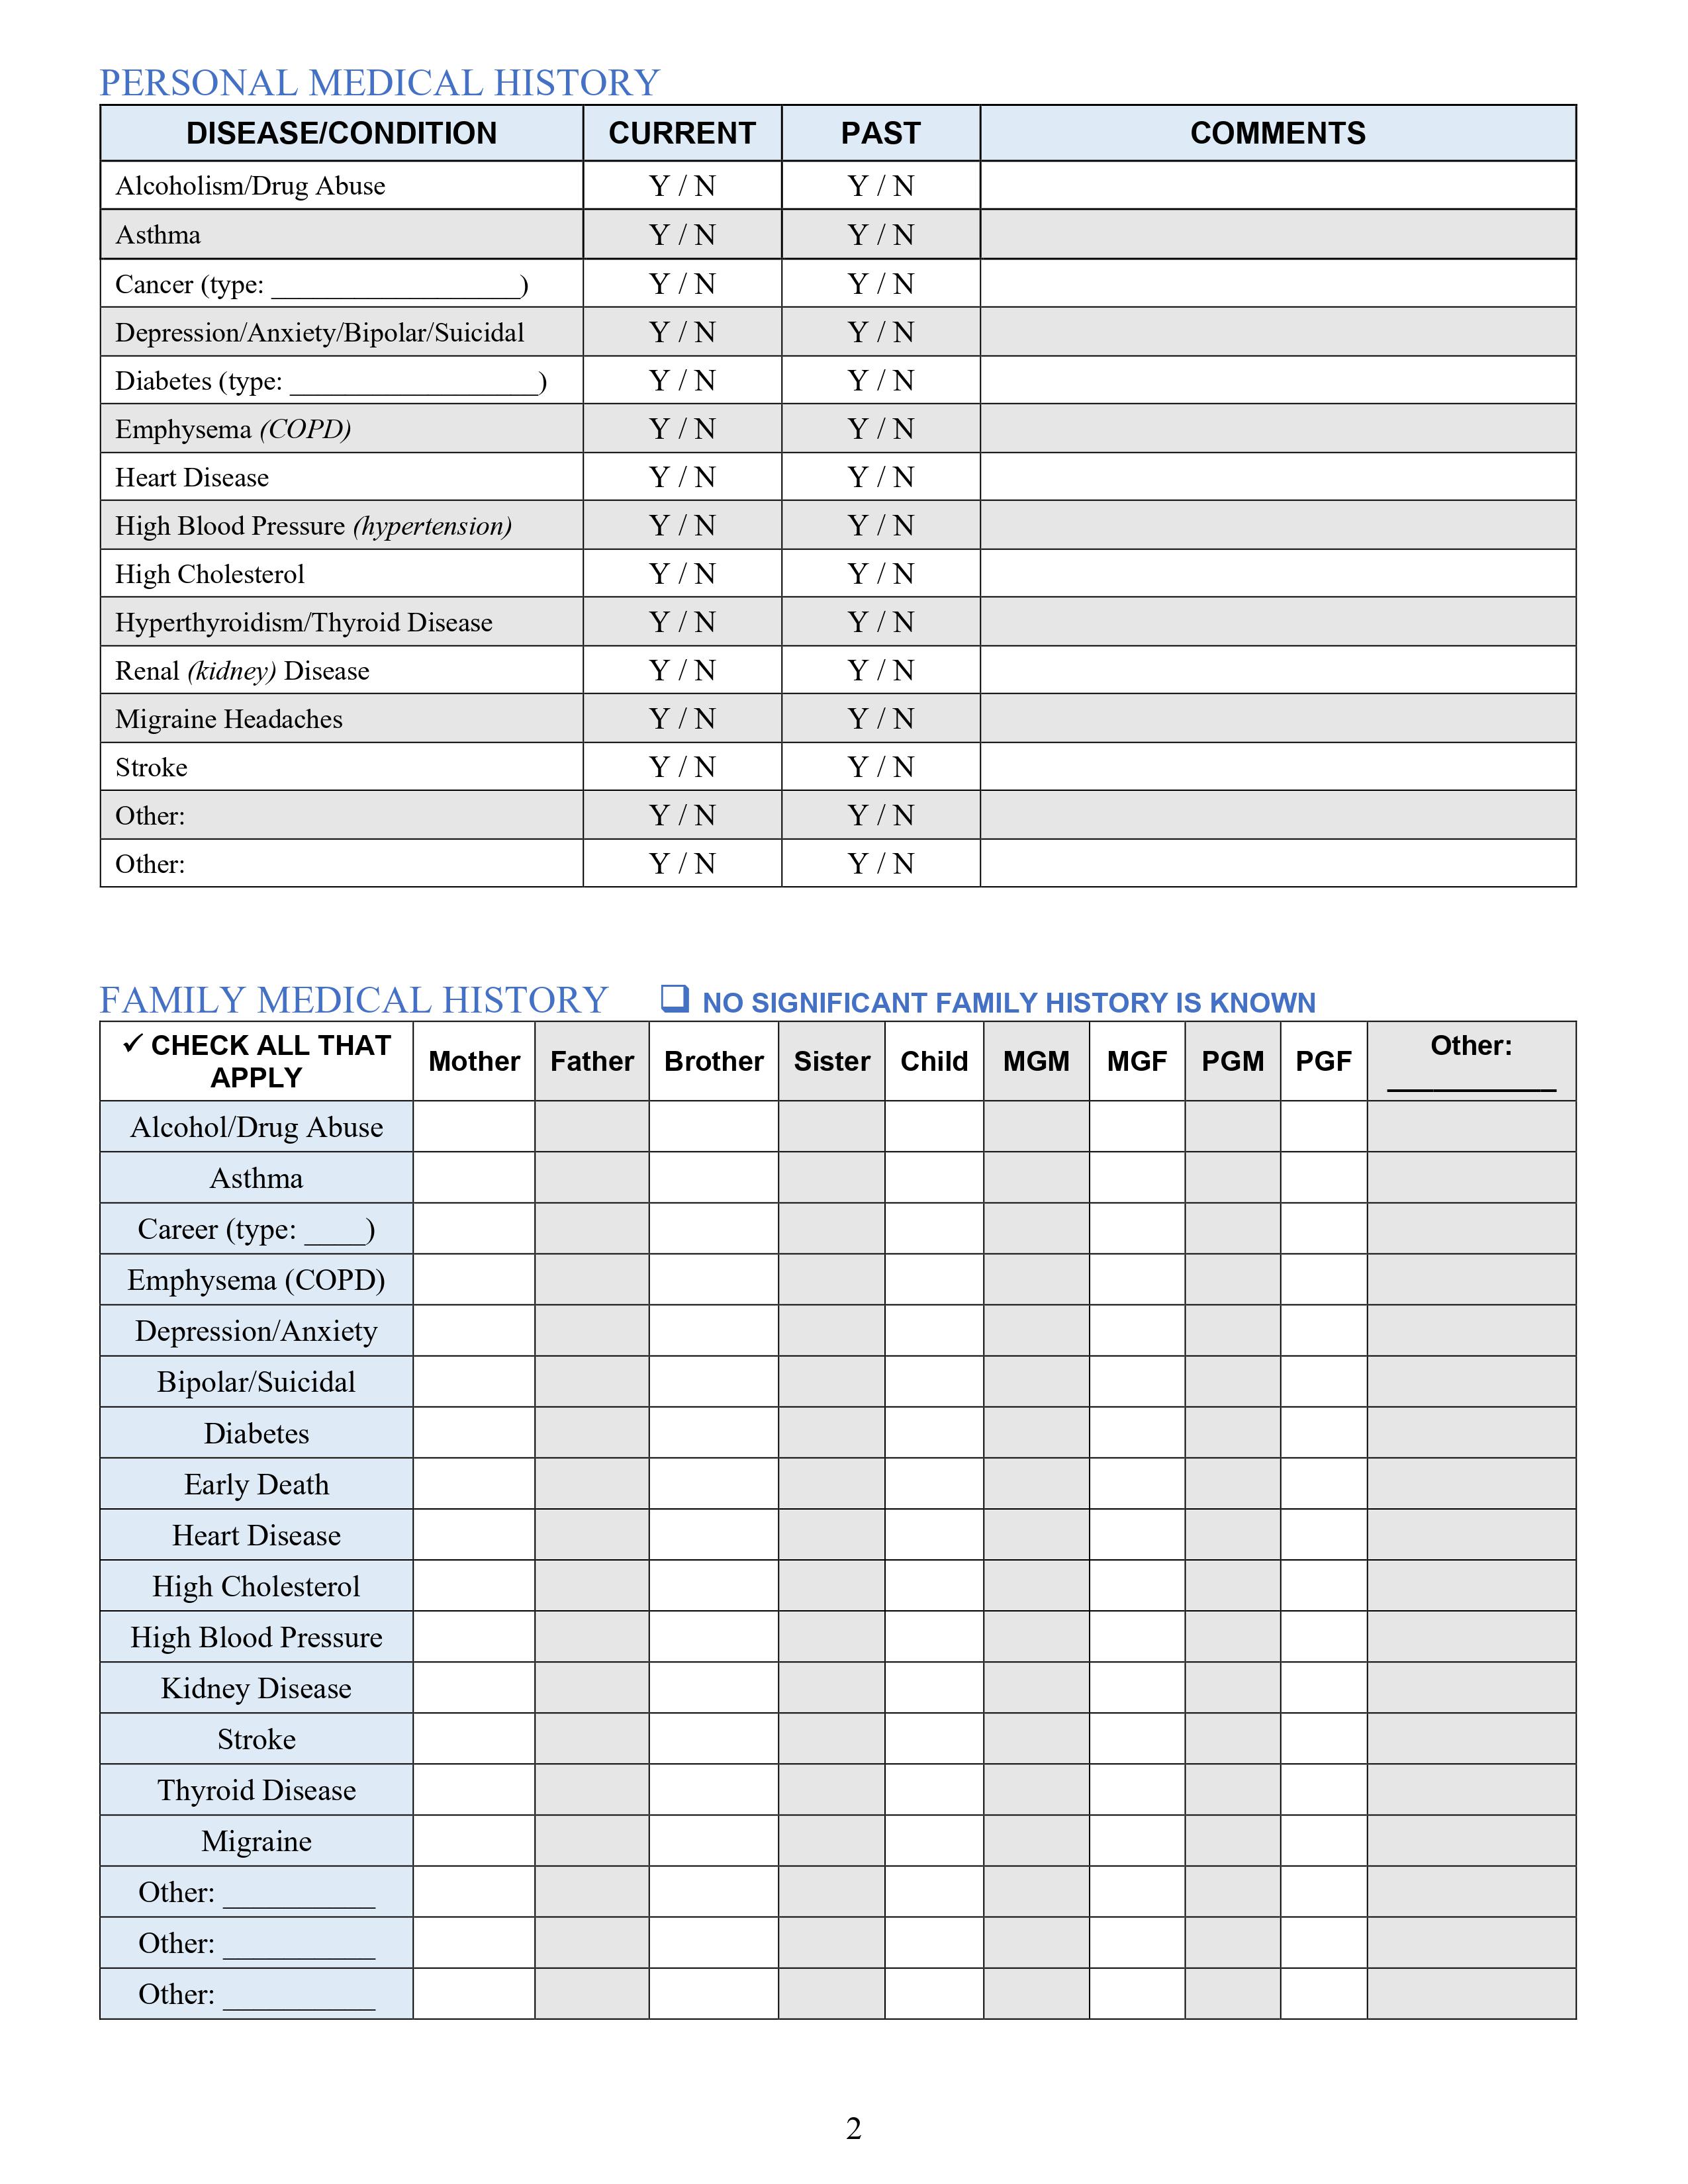 PERSONAL MEDICAL HISTORY
DISEASE/CONDITION CURRENT PAST COMMENTS
Alcoholism/Drug Abuse Y / N Y / N
Asthma Y / N Y / N
Cancer (type: __________________) Y / N Y / N
Depression/Anxiety/Bipolar/Suicidal Y / N Y / N
Diabetes (type: __________________) Y / N Y / N
Emphysema (COPD) Y / N Y / N
Heart Disease Y / N Y / N
High Blood Pressure (hypertension) Y / N Y / N
High Cholesterol Y / N Y / N
Hyperthyroidism/Thyroid Disease Y / N Y / N
Renal (kidney) Disease Y / N Y / N
Migraine Headaches Y / N Y / N
Stroke Y / N Y / N
Other: Y / N Y / N
Other: Y / N Y / N
FAMILY MEDICAL HISTORY ❑ NO SIGNIFICANT FAMILY HISTORY IS KNOWN
✓ CHECK ALL THAT APPLY Mother Father Brother Sister Child MGM MGF PGM PGF Other: ___________
Alcohol/Drug Abuse
Asthma
Career (type: ____)
Emphysema (COPD)
Depression/Anxiety
Bipolar/Suicidal
Diabetes
Early Death
Heart Disease
High Cholesterol
High Blood Pressure
Kidney Disease
Stroke
Thyroid Disease
Migraine
Other: __________
Other: __________
Other: __________
2